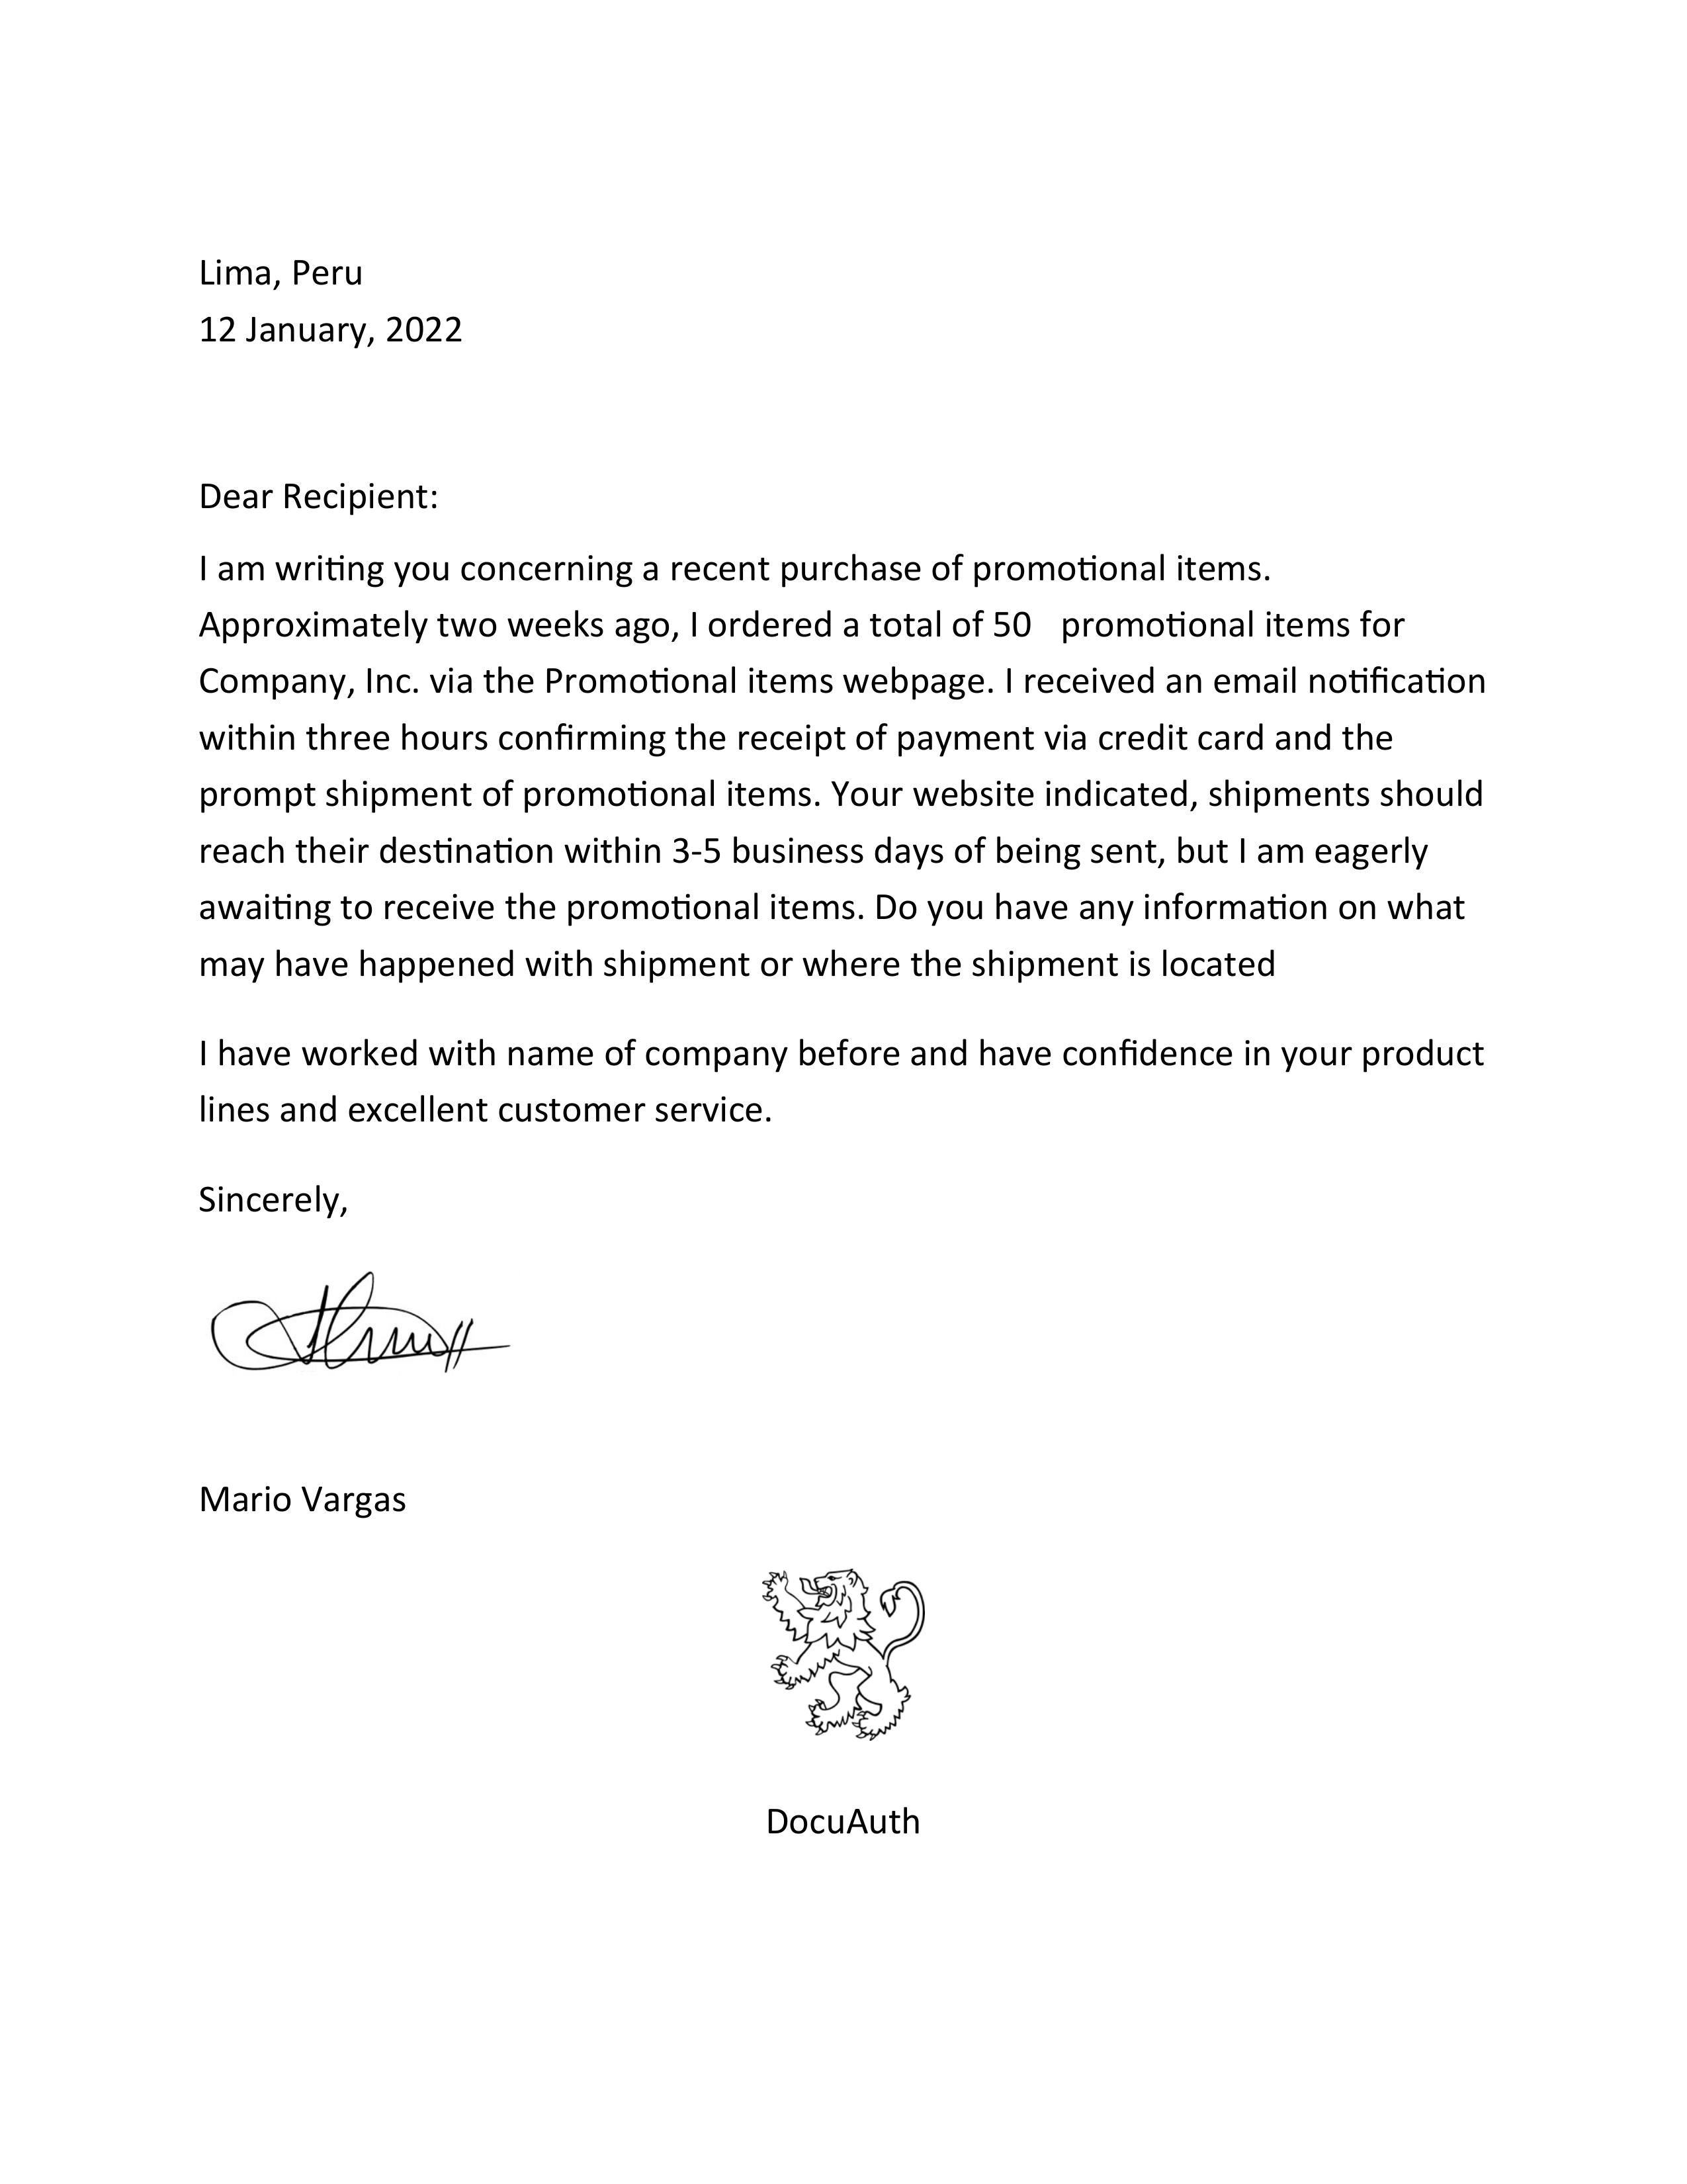 Lima, Peru
12 January, 2022
Dear Recipient:
I am writing you concerning a recent purchase of promotional items.
Approximately two weeks ago, I ordered a total of 50   promotional items for
Company, Inc. via the Promotional items webpage. I received an email notification
within three hours confirming the receipt of payment via credit card and the
prompt shipment of promotional items. Your website indicated, shipments should
reach their destination within 3-5 business days of being sent, but I am eagerly
awaiting to receive the promotional items. Do you have any information on what
may have happened with shipment or where the shipment is located
I have worked with name of company before and have confidence in your product
lines and excellent customer service.
Sincerely,
Mario Vargas
DocuAuth